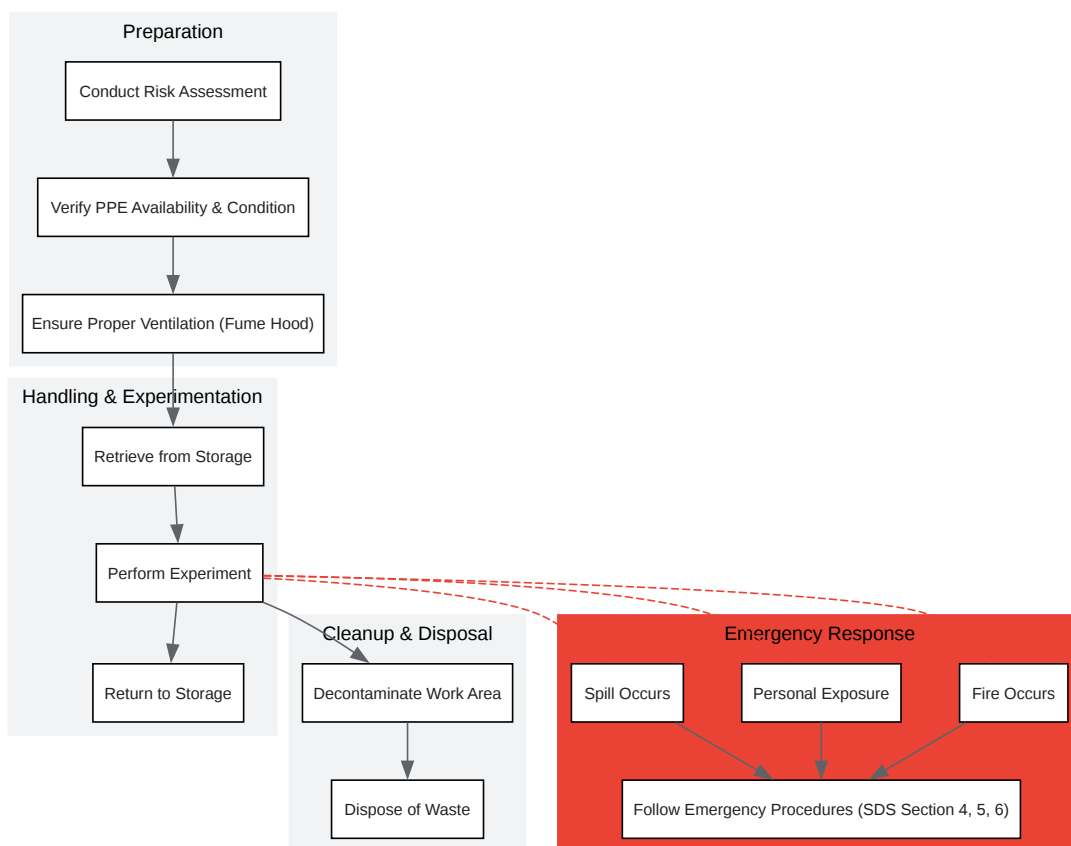 Preparation
Conduct Risk Assessment
Verify PPE Availability & Condition
Ensure Proper Ventilation (Fume Hood)
Handling & Experimentation
Retrieve from Storage
Perform Experiment
Return to Storage
Cleanup & Disposal
Decontaminate Work Area
Dispose of Waste
Emergency Response
Spill Occurs
Personal Exposure
Fire Occurs
Follow Emergency Procedures (SDS Section 4, 5, 6)